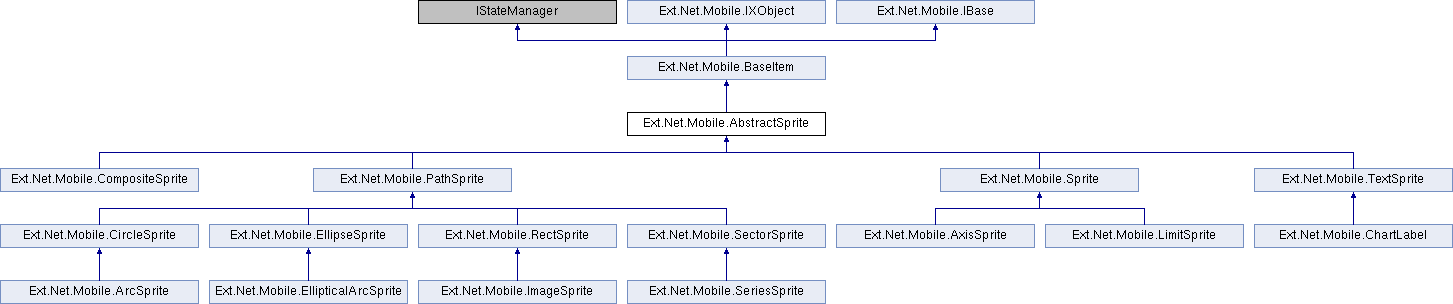 IStateManager
Ext.Net.Mobile.IXObject
Ext.Net.Mobile.IBase
Ext.Net.Mobile.BaseItem
Ext.Net.Mobile.AbstractSprite
Ext.Net.Mobile.CompositeSprite
Ext.Net.Mobile.PathSprite
Ext.Net.Mobile.Sprite
Ext.Net.Mobile.TextSprite
Ext.Net.Mobile.CircleSprite
Ext.Net.Mobile.EllipseSprite
Ext.Net.Mobile.RectSprite
Ext.Net.Mobile.SectorSprite
Ext.Net.Mobile.AxisSprite
Ext.Net.Mobile.LimitSprite
Ext.Net.Mobile.ChartLabel
Ext.Net.Mobile.ArcSprite
Ext.Net.Mobile.EllipticalArcSprite
Ext.Net.Mobile.ImageSprite
Ext.Net.Mobile.SeriesSprite